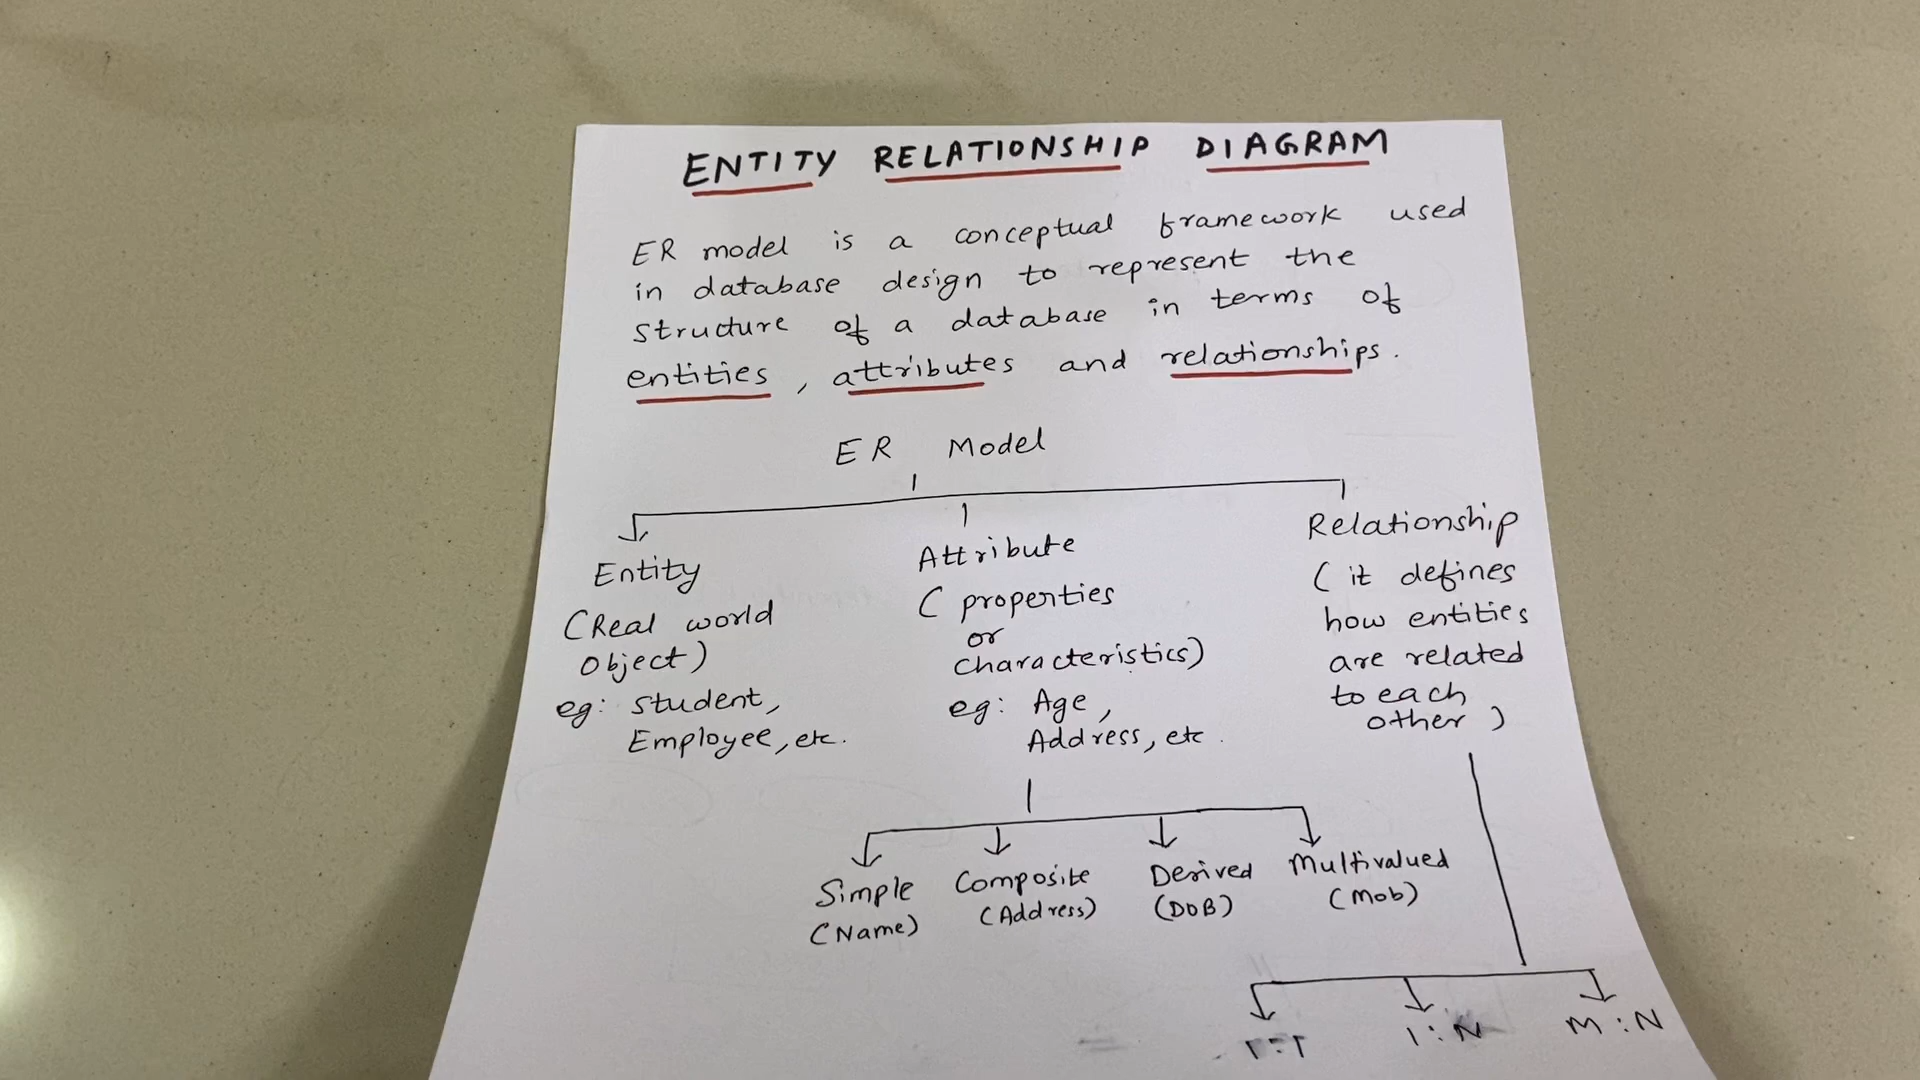 ENTITY RELATIONSHIP DIAGRAM
ER model is a conceptual framework used
in database design to represent the
structure of a database in terms of
entities, attributes and relationships.
ER Model
Entity
(Real world
object)
eg: student,
Employee, etc.
Attribute
( properties
or
characteristics)
eg: Age,
Address, etc.
Relationship
( it defines
how entities
are related
to each
other )
Simple
(Name)
Composite
(Address)
Derived
(DOB)
Multivalued
(Mob)
1:1
1:N
M:N